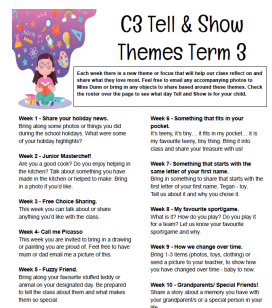 C3 Tell & Show
Themes Term 3
Each week there is a new theme or focus that will help our class reflect on and
share what they love most. Feel free to email any accompanying photos to
Miss Dunn or bring in any objects to share based around these themes. Check
the roster over the page to see what day Tell and Show is for your child.
Week 1 - Share your holiday news.
Bring along some photos or things you did
during the school holidays. What were some
of your holiday highlights?
Week 2 - Junior Masterchef!
Are you a good cook? Do you enjoy helping in
the kitchen? Talk about something you have
made in the kitchen or helped to make. Bring
in a photo if you'd like.
Week 3 - Free Choice Sharing.
This week you can talk about or share
anything you'd like with the class.
Week 4- Call me Picasso
This week you are invited to bring in a drawing
or painting you are proud of. Feel free to have
mum or dad email me a picture of this.
Week 5 - Fuzzy Friend.
Bring along your favourite stuffed teddy or
animal on your designated day. Be prepared
to tell the class about them and what makes
them so special.
Week 6 - Something that fits in your
pocket.
It's teeny, it's tiny… it fits in my pocket… it is
my favourite teeny, tiny thing. Bring it into
class and share your treasure with us!
Week 7- Something that starts with the
same letter of your first name.
Bring in something to share that starts with the
first letter of your first name. Tegan - toy.
Tell us about it and why you chose it.
Week 8 - My favourite sport/game.
What is it? How do you play? Do you play it
for a team? Let us know your favourite
sport/game and why.
Week 9 - How we change over time.
Bring 1-3 items (photos, toys, clothing) or
send a picture to your teacher, to show how
you have changed over time - baby to now.
Week 10 - Grandparents/ Special Friends!
Share a story about a memory you have with
your grandparent/s or a special person in your
life.